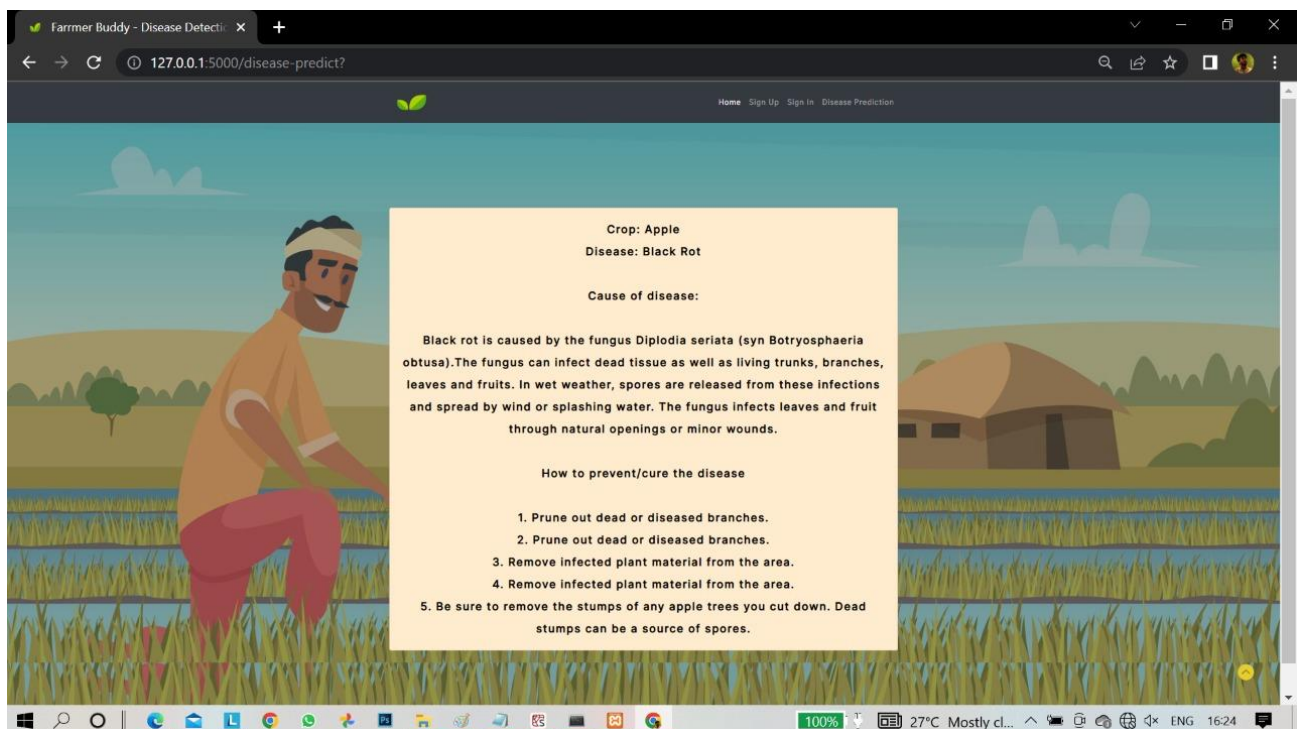 Farrmer Buddy - Disease Detectic
127.0.0.1:5000/disease-predict?
Home Sign Up Sign In Disease Prediction
Crop: Apple
Disease: Black Rot
Cause of disease:
Black rot is caused by the fungus Diplodia seriata (syn Botryosphaeria
obtusa).The fungus can infect dead tissue as well as living trunks, branches,
leaves and fruits. In wet weather, spores are released from these infections
and spread by wind or splashing water. The fungus infects leaves and fruit
through natural openings or minor wounds.
How to prevent/cure the disease
1. Prune out dead or diseased branches.
2. Prune out dead or diseased branches.
3. Remove infected plant material from the area.
4. Remove infected plant material from the area.
5. Be sure to remove the stumps of any apple trees you cut down. Dead
stumps can be a source of spores.
L Ps 100% 27°C Mostly cl... ENG 16:24